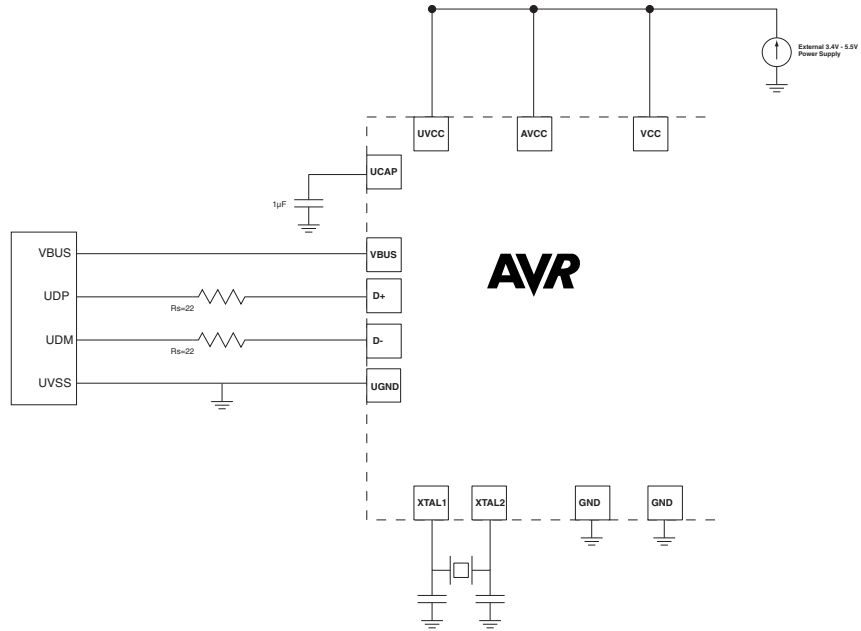 External 3.4V - 5.5V
Power Supply
UVCC
AVCC
VCC
UCAP
1µF
VBUS
VBUS
AVR
UDP
Rs=22
D+
UDM
Rs=22
D-
UVSS
UGND
XTAL1
XTAL2
GND
GND